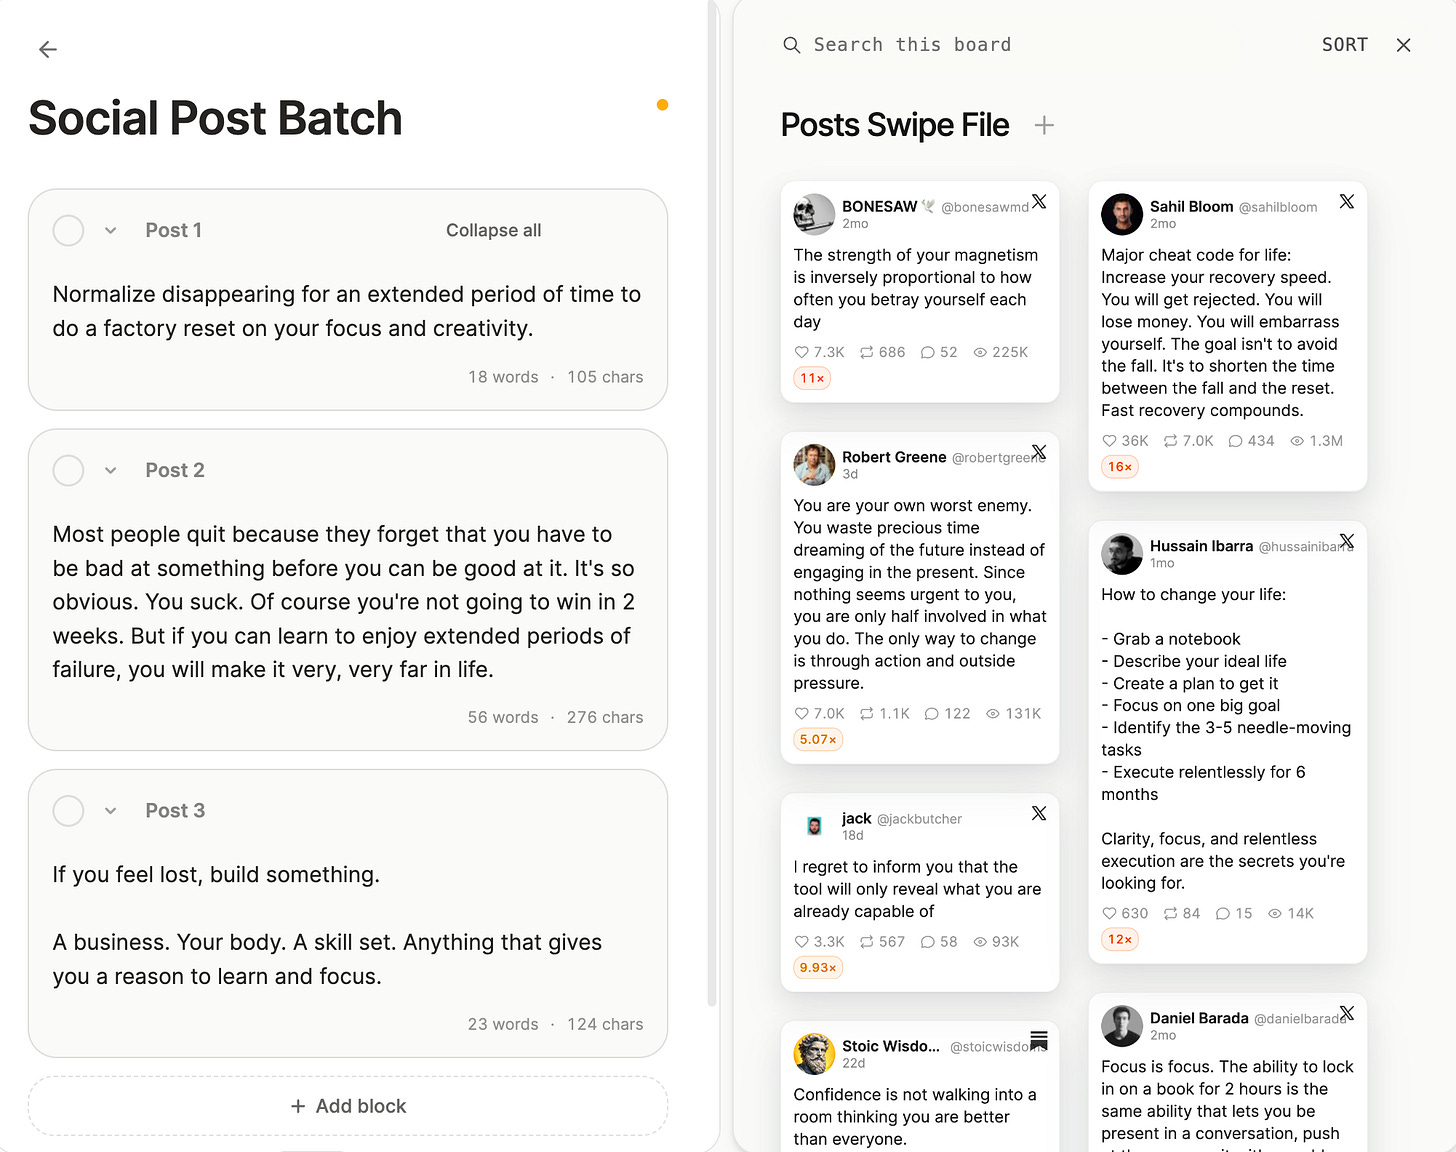 Social Post Batch
Post 1
Collapse all
Normalize disappearing for an extended period of time to
do a factory reset on your focus and creativity.
18 words · 105 chars
Post 2
Most people quit because they forget that you have to
be bad at something before you can be good at it. It's so
obvious. You suck. Of course you're not going to win in 2
weeks. But if you can learn to enjoy extended periods of
failure, you will make it very, very far in life.
56 words · 276 chars
Post 3
If you feel lost, build something.
A business. Your body. A skill set. Anything that gives
you a reason to learn and focus.
23 words · 124 chars
+ Add block
Search this board
SORT
Posts Swipe File
BONESAW @bonesawmd
2mo
The strength of your magnetism
is inversely proportional to how
often you betray yourself each
day
7.3K 686 52 225K
11×
Robert Greene @robertgreene
3d
You are your own worst enemy.
You waste precious time
dreaming of the future instead of
engaging in the present. Since
nothing seems urgent to you,
you are only half involved in what
you do. The only way to change
is through action and outside
pressure.
7.0K 1.1K 122 131K
5.07×
jack @jackbutcher
18d
I regret to inform you that the
tool will only reveal what you are
already capable of
3.3K 567 58 93K
9.93×
Stoic Wisdo... @stoicwisdoms
22d
Confidence is not walking into a
room thinking you are better
than everyone.
Sahil Bloom @sahilbloom
2mo
Major cheat code for life:
Increase your recovery speed.
You will get rejected. You will
lose money. You will embarrass
yourself. The goal isn't to avoid
the fall. It's to shorten the time
between the fall and the reset.
Fast recovery compounds.
36K 7.0K 434 1.3M
16×
Hussain Ibarra @hussainibarra
1mo
How to change your life:
- Grab a notebook
- Describe your ideal life
- Create a plan to get it
- Focus on one big goal
- Identify the 3-5 needle-moving
tasks
- Execute relentlessly for 6
months
Clarity, focus, and relentless
execution are the secrets you're
looking for.
630 84 15 14K
12×
Daniel Barada @danielbarada
2mo
Focus is focus. The ability to lock
in on a book for 2 hours is the
same ability that lets you be
present in a conversation, push